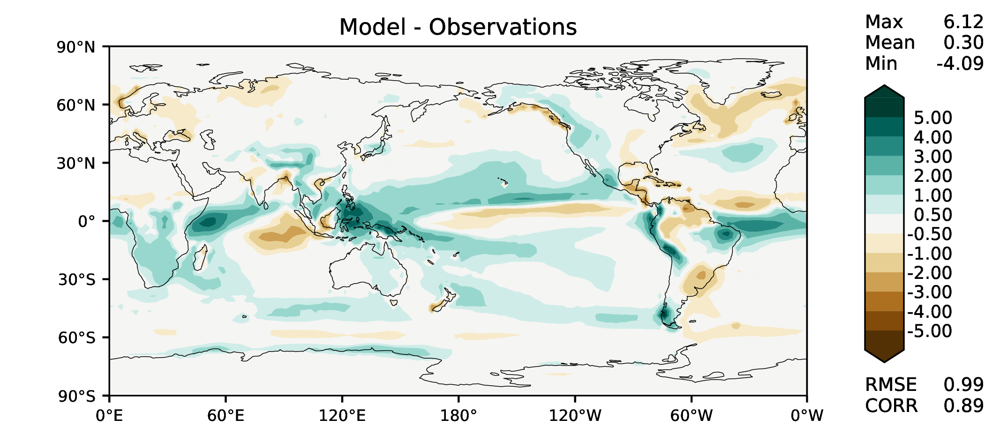 Model - Observations
Max 6.12
Mean 0.30
Min -4.09
90°N
60°N
30°N
0°
30°S
60°S
90°S
0°E 60°E 120°E 180° 120°W 60°W 0°W
5.00
4.00
3.00
2.00
1.00
0.50
-0.50
-1.00
-2.00
-3.00
-4.00
-5.00
RMSE 0.99
CORR 0.89